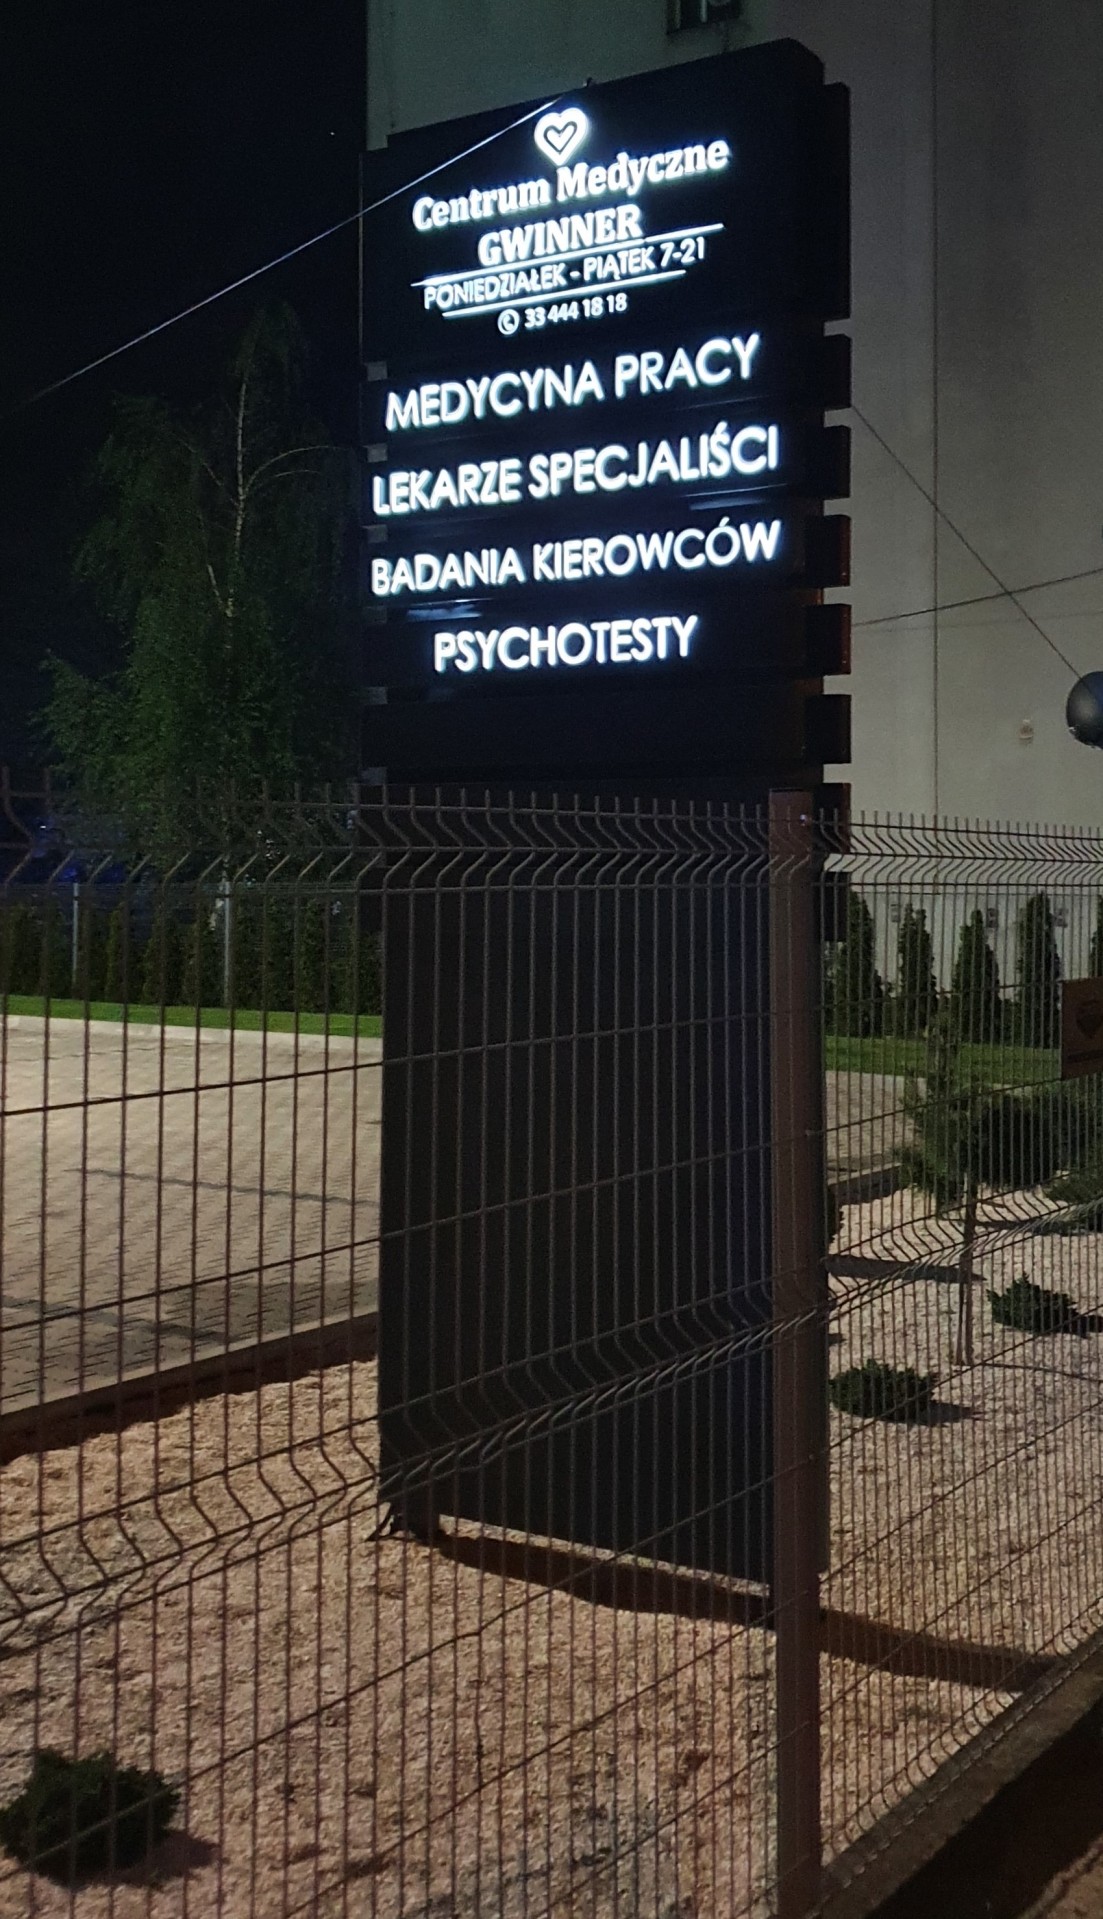 Centrum Medyczne
GWINNER
PONIEDZIAŁEK - PIĄTEK 7-21
33 444 18 18
MEDYCYNA PRACY
LEKARZE SPECJALIŚCI
BADANIA KIEROWCÓW
PSYCHOTESTY